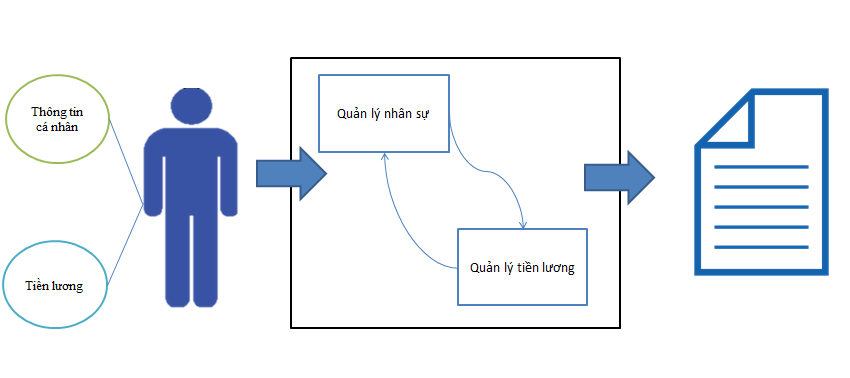 Thông tin
cá nhân
Tiền lương
Quản lý nhân sự
Quản lý tiền lương